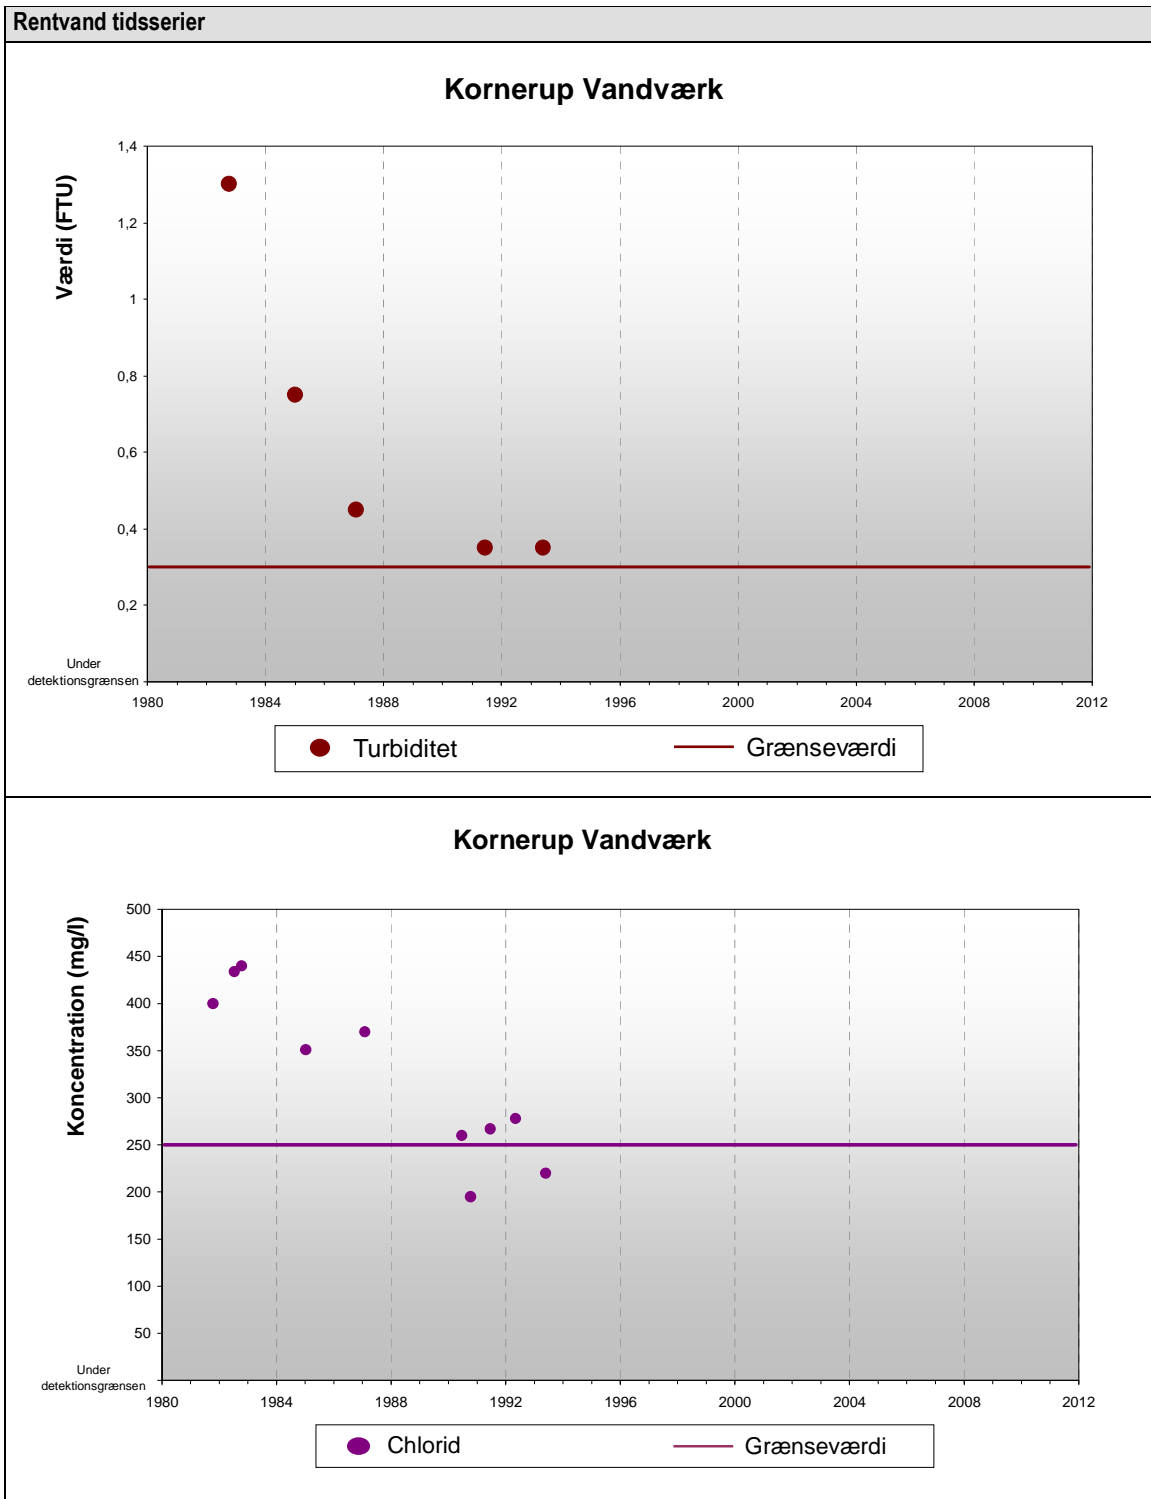 Rentvand tidsserier
Kornerup Vandværk
Værdi (FTU)
1,4
1,2
1
0,8
0,6
0,4
0,2
Under
detektionsgrænsen
1980 1984 1988 1992 1996 2000 2004 2008 2012
Turbiditet Grænseværdi
Kornerup Vandværk
Koncentration (mg/l)
500
450
400
350
300
250
200
150
100
50
Under
detektionsgrænsen
1980 1984 1988 1992 1996 2000 2004 2008 2012
Chlorid Grænseværdi